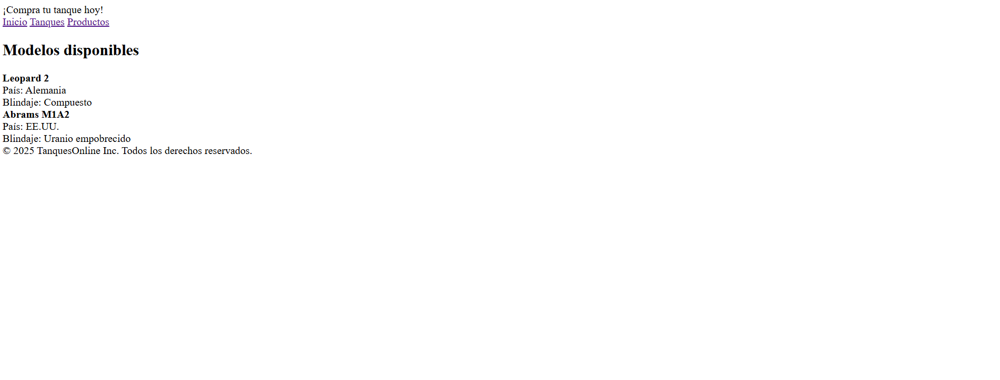 ¡Compra tu tanque hoy!
Inicio Tanques Productos
Modelos disponibles
Leopard 2
País: Alemania
Blindaje: Compuesto
Abrams M1A2
País: EE.UU.
Blindaje: Uranio empobrecido
© 2025 TanquesOnline Inc. Todos los derechos reservados.